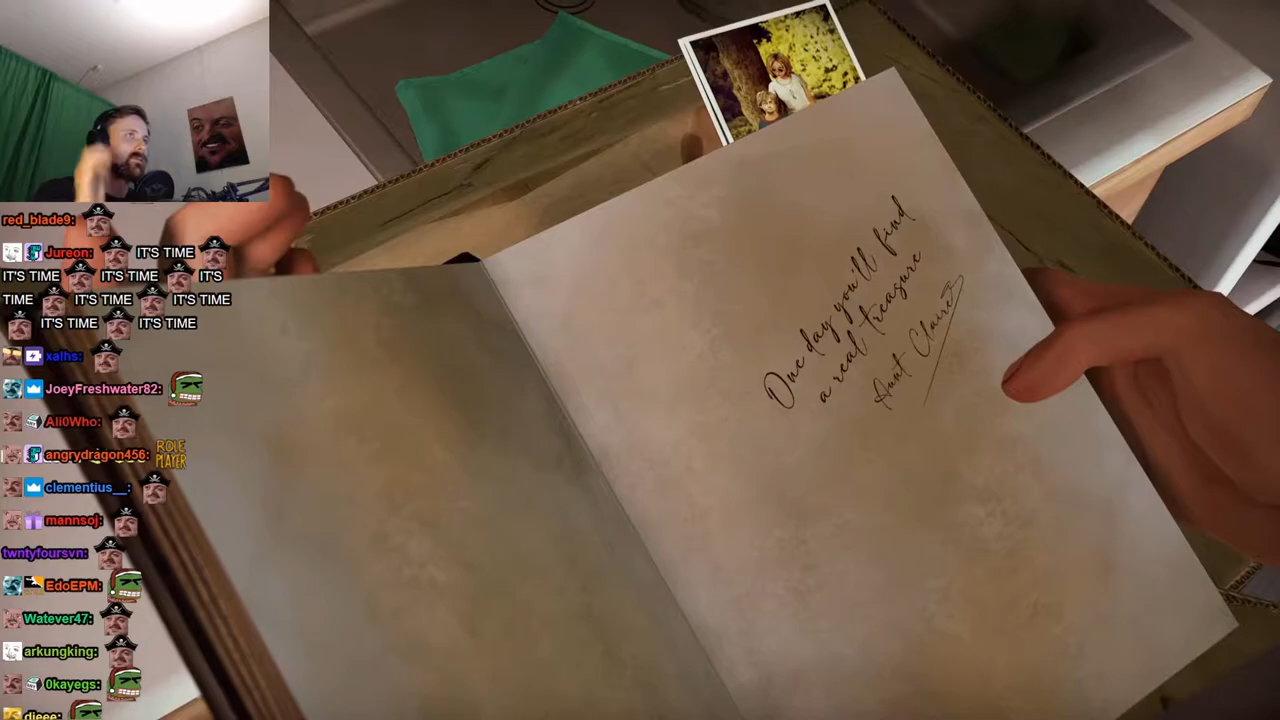 One day you'll find
a real treasure
Aunt Claire
red_blade9:
Jureon: IT'S TIME
IT'S TIME IT'S TIME IT'S
TIME IT'S TIME IT'S TIME
IT'S TIME IT'S TIME
xalhs:
JoeyFreshwater82:
Ali0Who:
angrydragon456: ROLE
PLAYER
clementius__:
mannsoj:
twntyfoursvn:
EdoEPM:
Watever47:
arkungking:
0kayegs:
dieee: